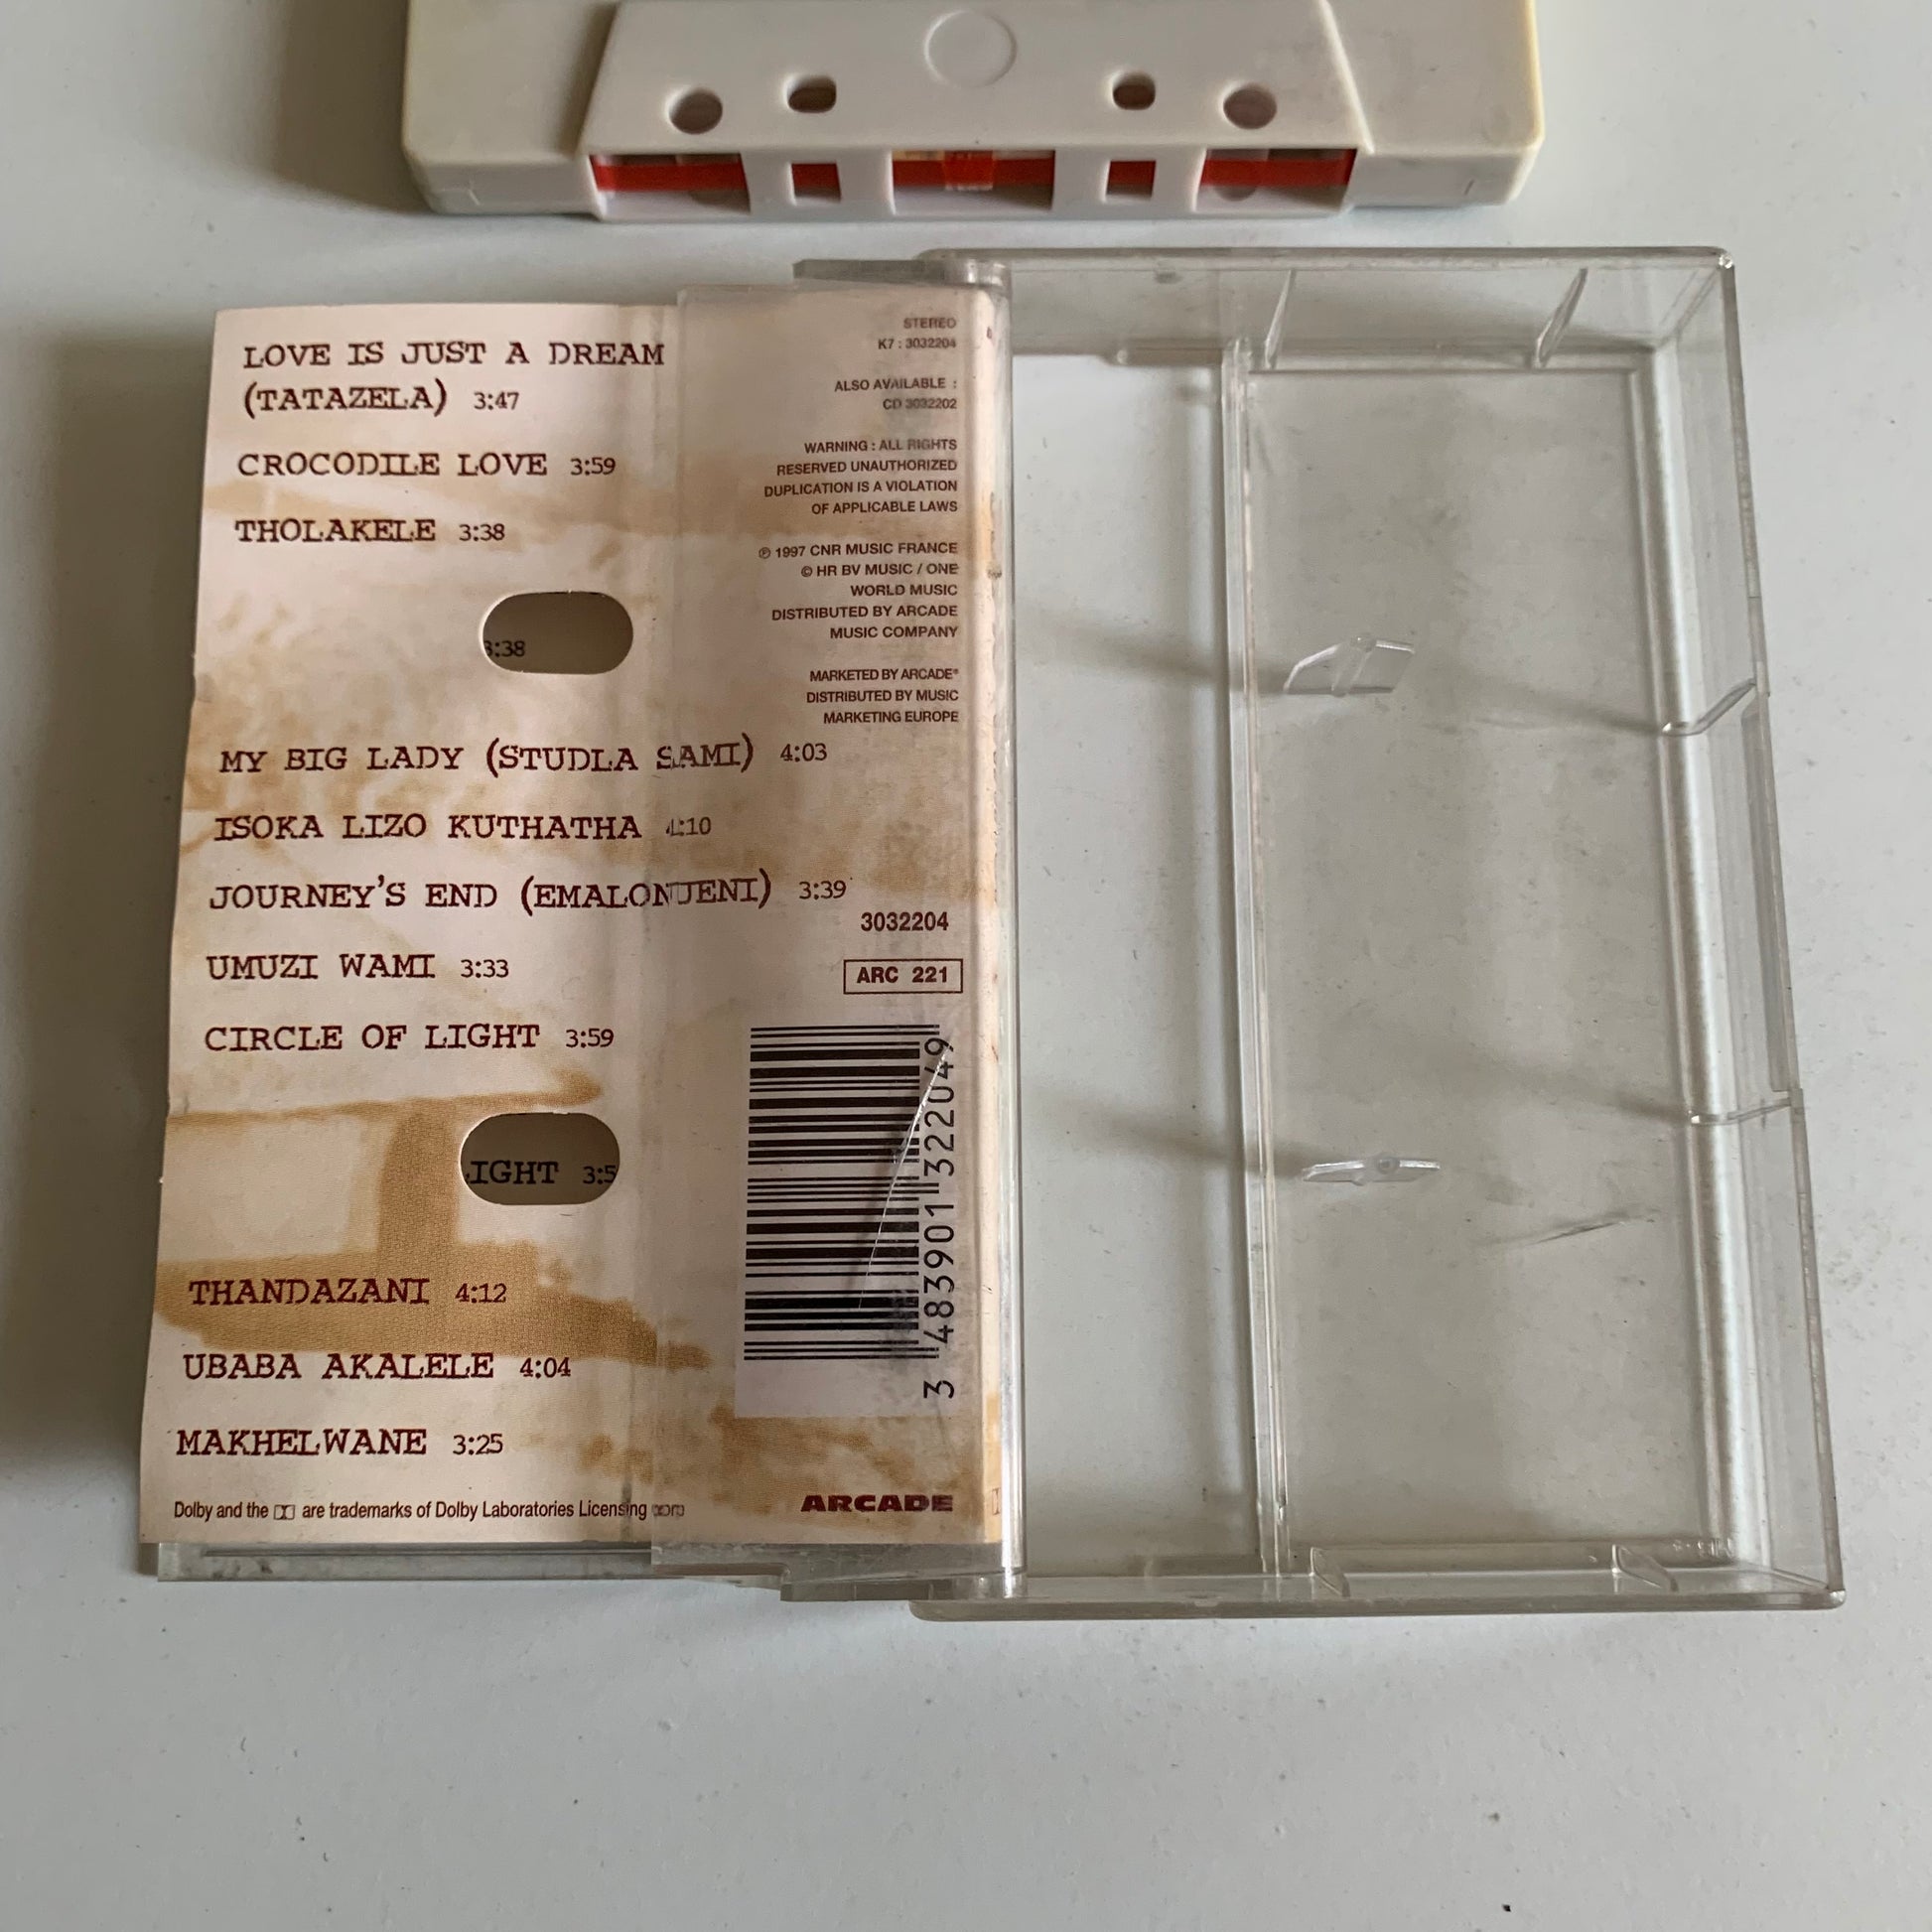 LOVE IS JUST A DREAM
(TATAZELA) 3:47
CROCODILE LOVE 3:59
THOLAKELE 3:38
3:38
MY BIG LADY (STUDLA SAMI) 4:03
ISOKA LIZO KUTHATHA 4:10
JOURNEY'S END (EMALONJENI) 3:39
UMUZI WAMI 3:33
CIRCLE OF LIGHT 3:59
LIGHT 3:5
THANDAZANI 4:12
UBABA AKALELE 4:04
MAKHELWANE 3:25
Dolby and the are trademarks of Dolby Laboratories Licensing corp
STEREO
K7 : 3032204
ALSO AVAILABLE :
CD 3032202
WARNING : ALL RIGHTS
RESERVED UNAUTHORIZED
DUPLICATION IS A VIOLATION
OF APPLICABLE LAWS
℗ 1997 CNR MUSIC FRANCE
© HR BV MUSIC / ONE
WORLD MUSIC
DISTRIBUTED BY ARCADE
MUSIC COMPANY
MARKETED BY ARCADE®
DISTRIBUTED BY MUSIC
MARKETING EUROPE
3032204
ARC 221
3 483901 322049
ARCADE